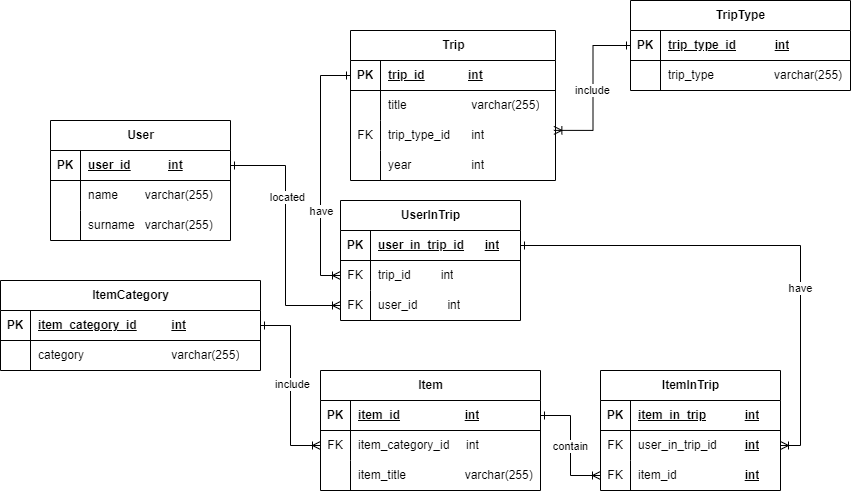 TripType
PK trip_type_id int
trip_type varchar(255)
Trip
PK trip_id int
title varchar(255)
FK trip_type_id int
year int
include
User
PK user_id int
name varchar(255)
surname varchar(255)
located
have
UserInTrip
PK user_in_trip_id int
FK trip_id int
FK user_id int
have
ItemCategory
PK item_category_id int
category varchar(255)
include
Item
PK item_id int
FK item_category_id int
item_title varchar(255)
contain
ItemInTrip
PK item_in_trip int
FK user_in_trip_id int
FK item_id int